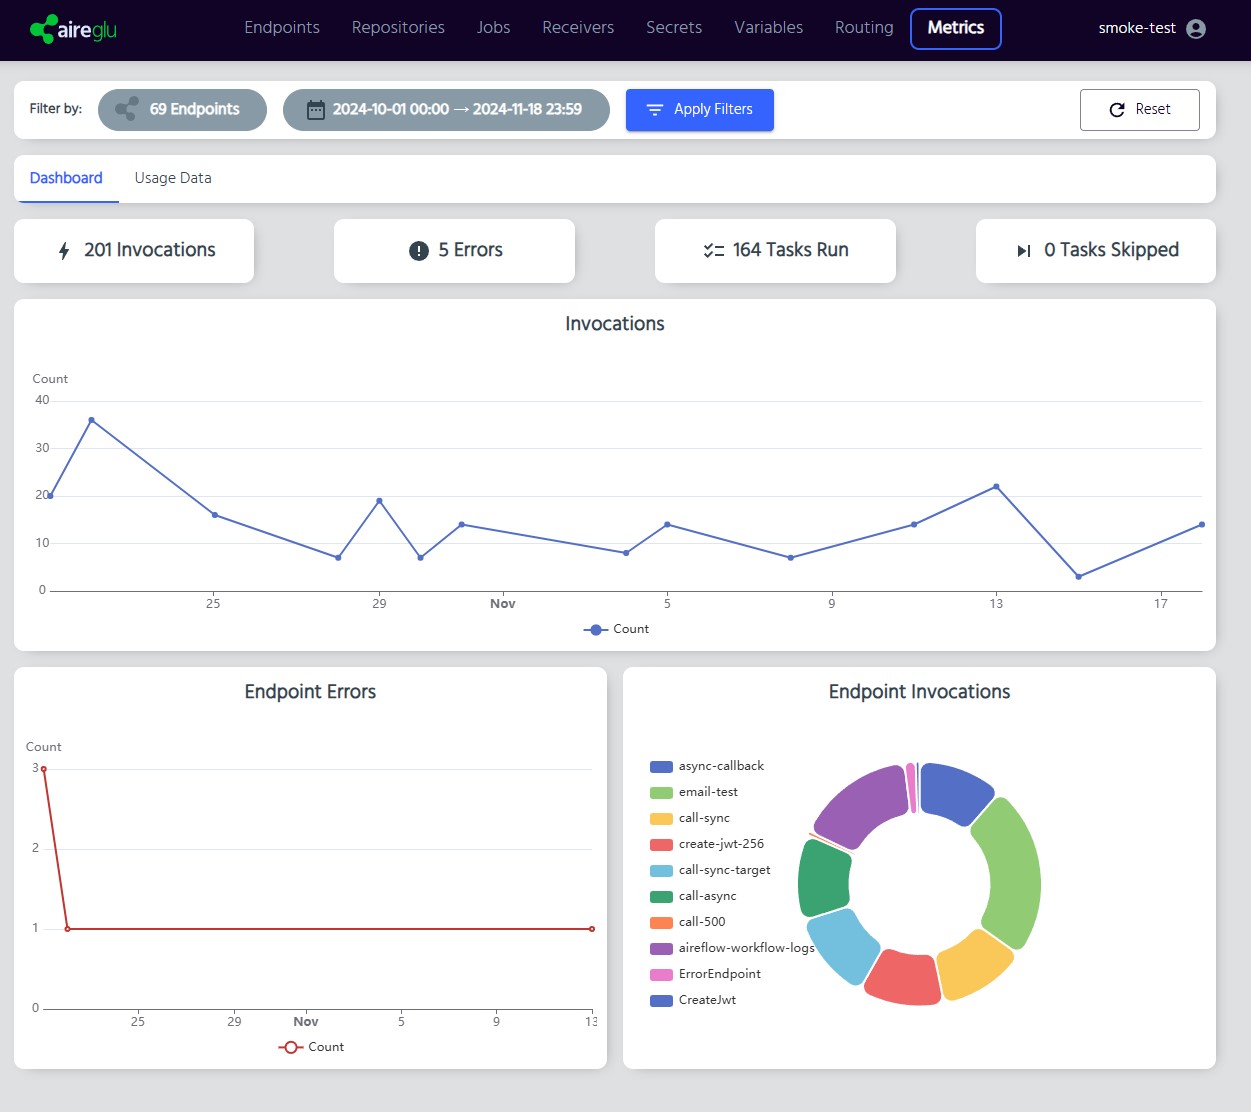 aireglu
Endpoints Repositories Jobs Receivers Secrets Variables Routing Metrics smoke-test
Filter by: 69 Endpoints 2024-10-01 00:00 → 2024-11-18 23:59 Apply Filters Reset
Dashboard Usage Data
201 Invocations 5 Errors 164 Tasks Run 0 Tasks Skipped
Invocations
Count
40
30
20
10
0
25 29 Nov 5 9 13 17
Count
Endpoint Errors
Count
3
2
1
0
25 29 Nov 5 9 13
Count
Endpoint Invocations
async-callback
email-test
call-sync
create-jwt-256
call-sync-target
call-async
call-500
aireflow-workflow-logs
ErrorEndpoint
CreateJwt